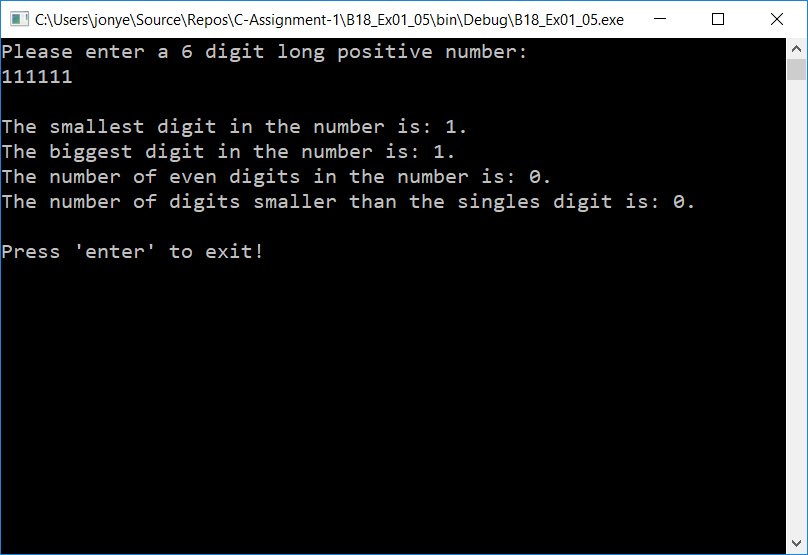 C:\Users\jonye\Source\Repos\C-Assignment-1\B18_Ex01_05\bin\Debug\B18_Ex01_05.exe
Please enter a 6 digit long positive number:
111111
The smallest digit in the number is: 1.
The biggest digit in the number is: 1.
The number of even digits in the number is: 0.
The number of digits smaller than the singles digit is: 0.
Press 'enter' to exit!